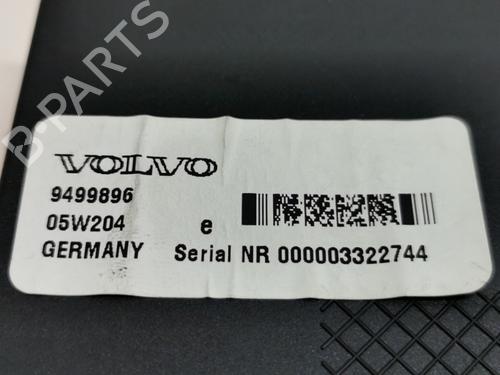 B-PARTS
VOLVO
9499896
05W204 e
GERMANY Serial NR 000003322744